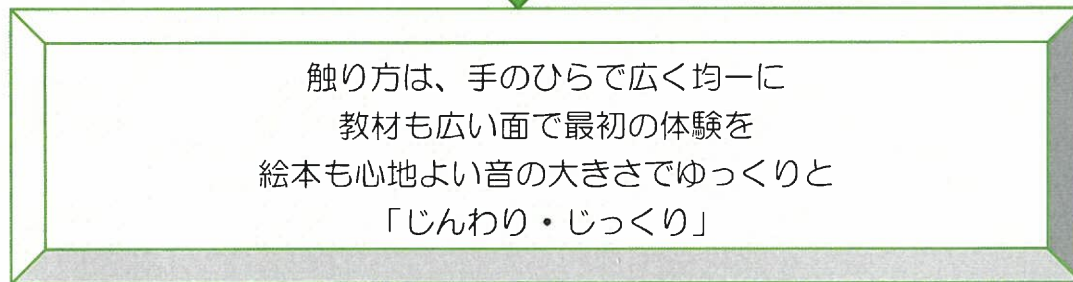 触り方は、手のひらで広く均一に
教材も広い面で最初の体験を
絵本も心地よい音の大きさでゆっくりと
「じんわり・じっくり」